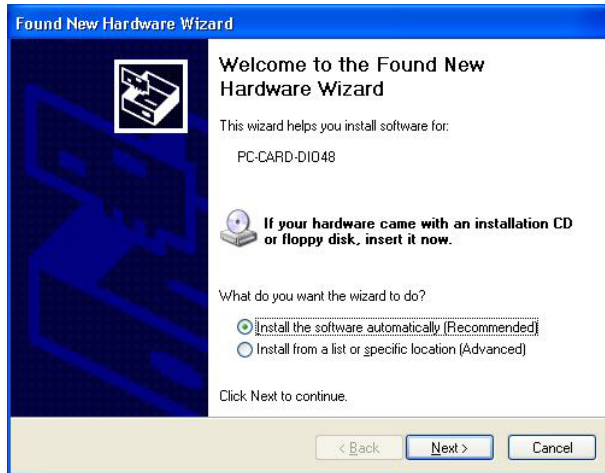 Found New Hardware Wizard
Welcome to the Found New
Hardware Wizard
This wizard helps you install software for:
PC-CARD-DIO48
If your hardware came with an installation CD
or floppy disk, insert it now.
What do you want the wizard to do?
Install the software automatically (Recommended)
Install from a list or specific location (Advanced)
Click Next to continue.
< Back
Next >
Cancel